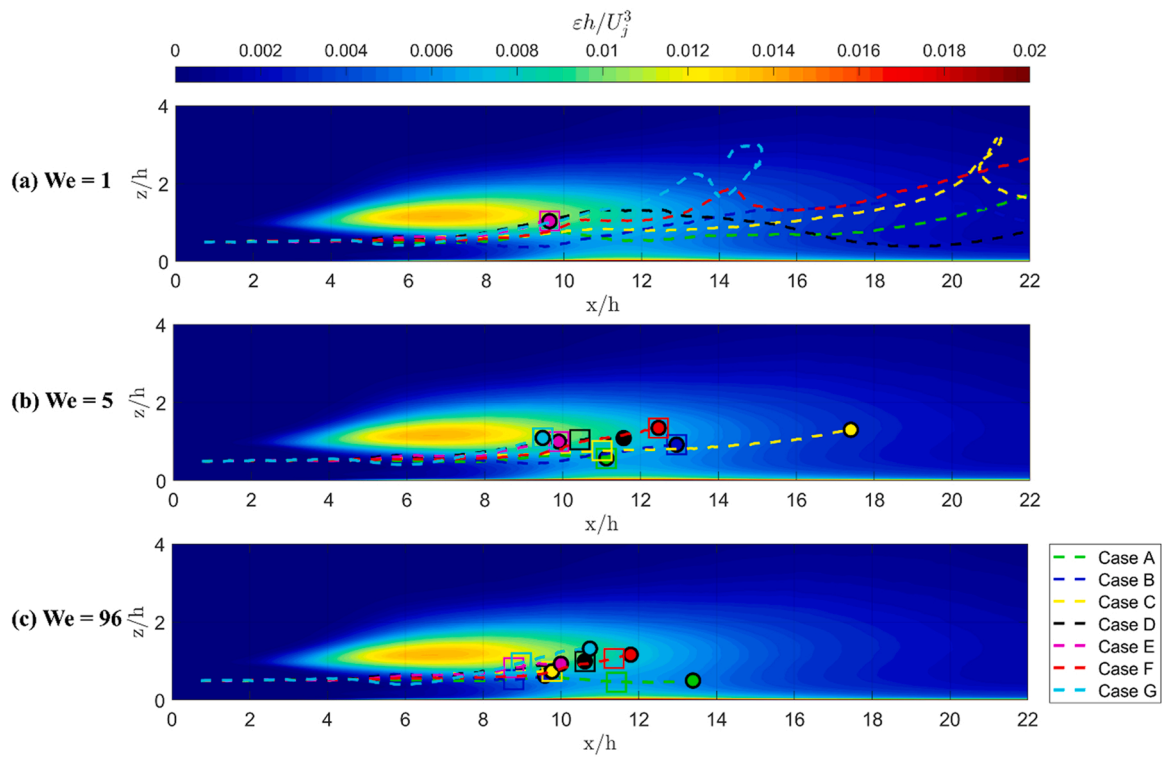 εh/U_j^3
0 0.002 0.004 0.006 0.008 0.01 0.012 0.014 0.016 0.018 0.02
(a) We = 1
z/h
4
2
0
0 2 4 6 8 10 12 14 16 18 20 22
x/h
(b) We = 5
z/h
4
2
0
0 2 4 6 8 10 12 14 16 18 20 22
x/h
(c) We = 96
z/h
4
2
0
0 2 4 6 8 10 12 14 16 18 20 22
x/h
Case A
Case B
Case C
Case D
Case E
Case F
Case G